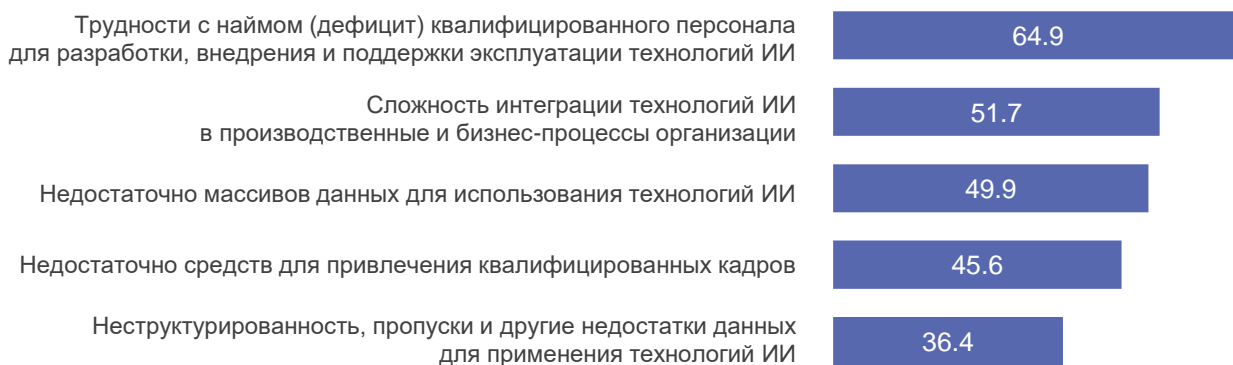 Трудности с наймом (дефицит) квалифицированного персонала
для разработки, внедрения и поддержки эксплуатации технологий ИИ
64.9
Сложность интеграции технологий ИИ
в производственные и бизнес-процессы организации
51.7
Недостаточно массивов данных для использования технологий ИИ
49.9
Недостаточно средств для привлечения квалифицированных кадров
45.6
Неструктурированность, пропуски и другие недостатки данных
для применения технологий ИИ
36.4